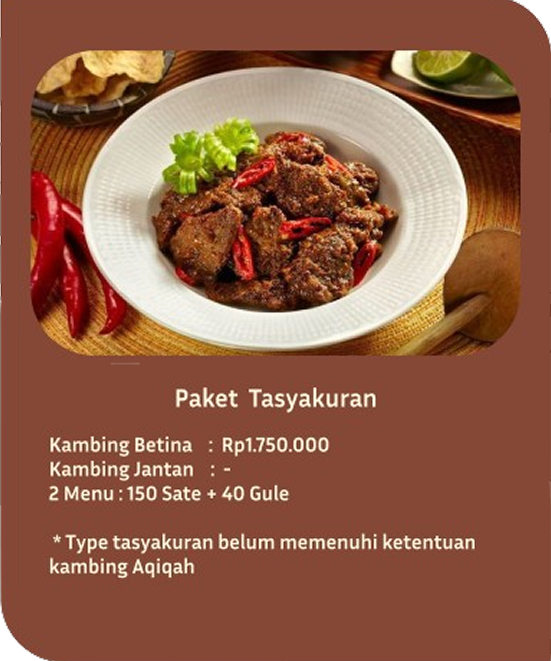 Paket Tasyakuran
Kambing Betina : Rp1.750.000
Kambing Jantan : -
2 Menu : 150 Sate + 40 Gule
* Type tasyakuran belum memenuhi ketentuan
kambing Aqiqah